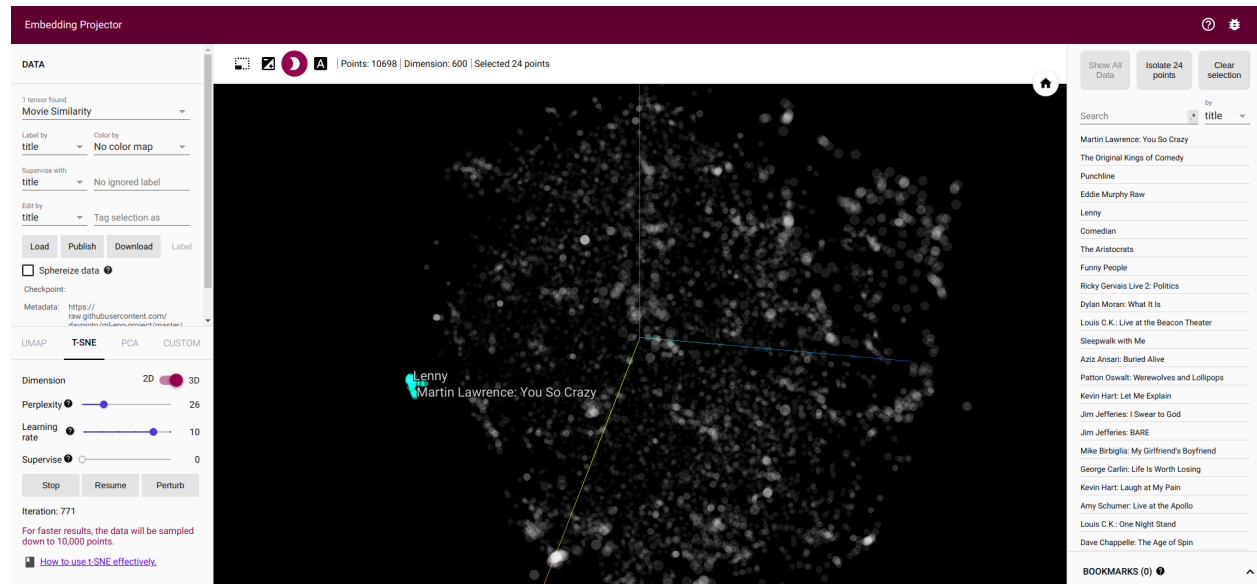 Embedding Projector
DATA
1 tensor found
Movie Similarity
Label by
title
Color by
No color map
Supervise with
title
No ignored label
Edit by
title
Tag selection as
Load Publish Download Label
Sphereize data
Checkpoint:
Metadata: https://
raw.githubusercontent.com/
UMAP T-SNE PCA CUSTOM
Dimension 2D 3D
Perplexity 26
Learning
rate 10
Supervise 0
Stop Resume Perturb
Iteration: 771
For faster results, the data will be sampled
down to 10,000 points.
How to use t-SNE effectively.
A
Points: 10698 | Dimension: 600 | Selected 24 points
Lenny
Martin Lawrence: You So Crazy
Show All
Data
Isolate 24
points
Clear
selection
Search .*
by
title
Martin Lawrence: You So Crazy
The Original Kings of Comedy
Punchline
Eddie Murphy Raw
Lenny
Comedian
The Aristocrats
Funny People
Ricky Gervais Live 2: Politics
Dylan Moran: What It Is
Louis C.K.: Live at the Beacon Theater
Sleepwalk with Me
Aziz Ansari: Buried Alive
Patton Oswalt: Werewolves and Lollipops
Kevin Hart: Let Me Explain
Jim Jefferies: I Swear to God
Jim Jefferies: BARE
Mike Birbiglia: My Girlfriend's Boyfriend
George Carlin: Life Is Worth Losing
Kevin Hart: Laugh at My Pain
Amy Schumer: Live at the Apollo
Louis C.K.: One Night Stand
Dave Chappelle: The Age of Spin
BOOKMARKS (0)